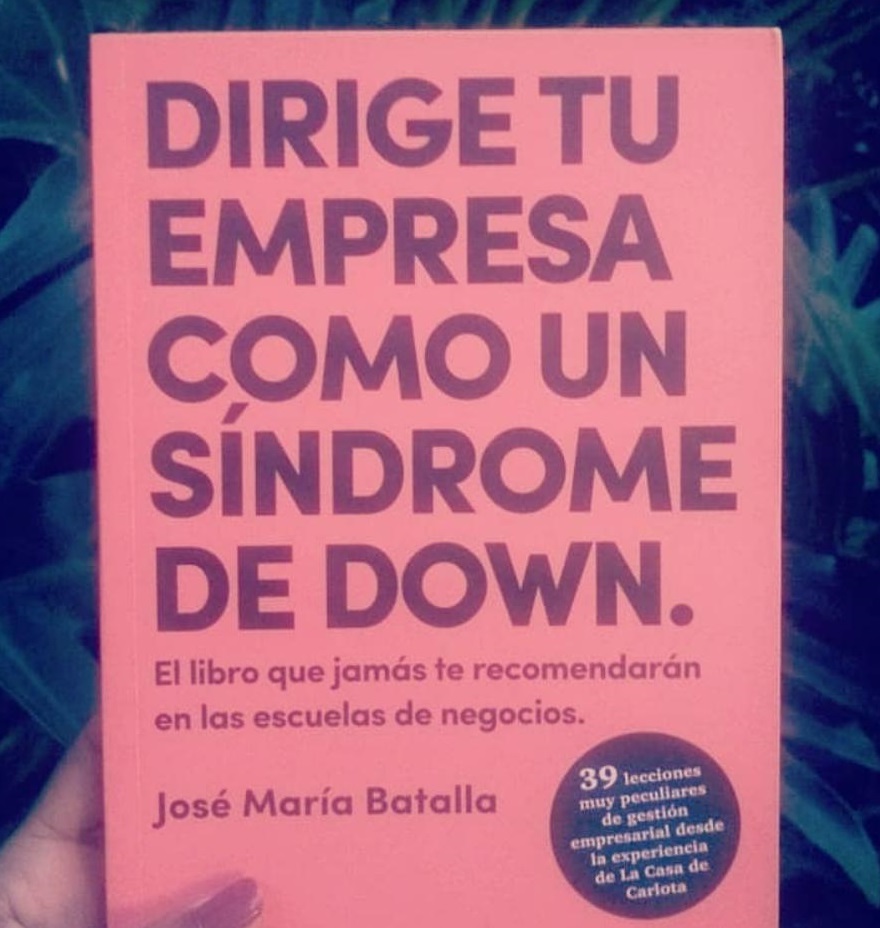 DIRIGE TU
EMPRESA
COMO UN
SÍNDROME
DE DOWN.
El libro que jamás te recomendarán
en las escuelas de negocios.
José María Batalla
39 lecciones
muy peculiares
de gestión
empresarial desde
la experiencia
de La Casa de
Carlota